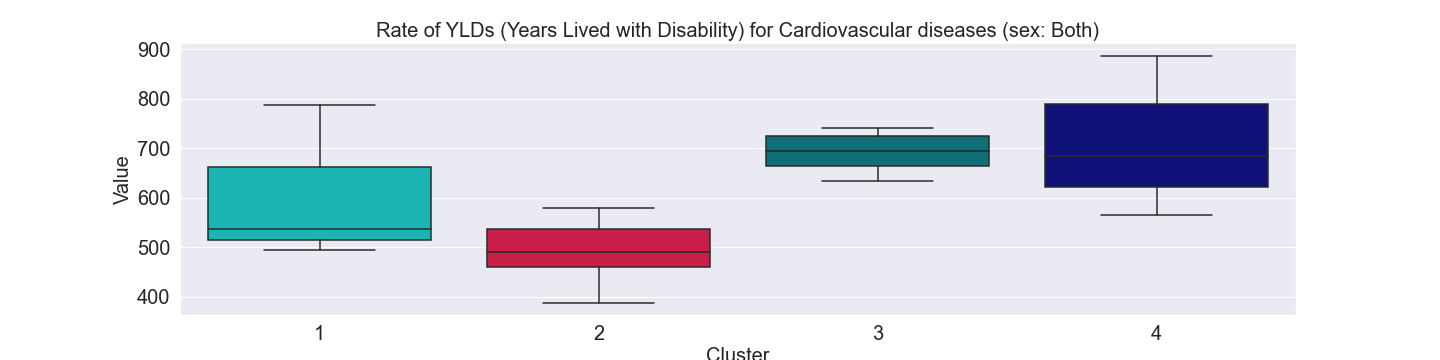 Rate of YLDs (Years Lived with Disability) for Cardiovascular diseases (sex: Both)
900
800
700
600
500
400
Value
1 2 3 4
Cluster